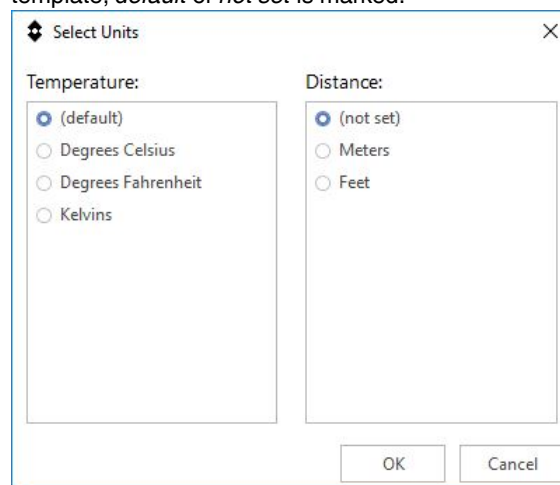 template, default or not set is marked.
Select Units
Temperature: Distance:
(default) (not set)
Degrees Celsius Meters
Degrees Fahrenheit Feet
Kelvins
OK Cancel